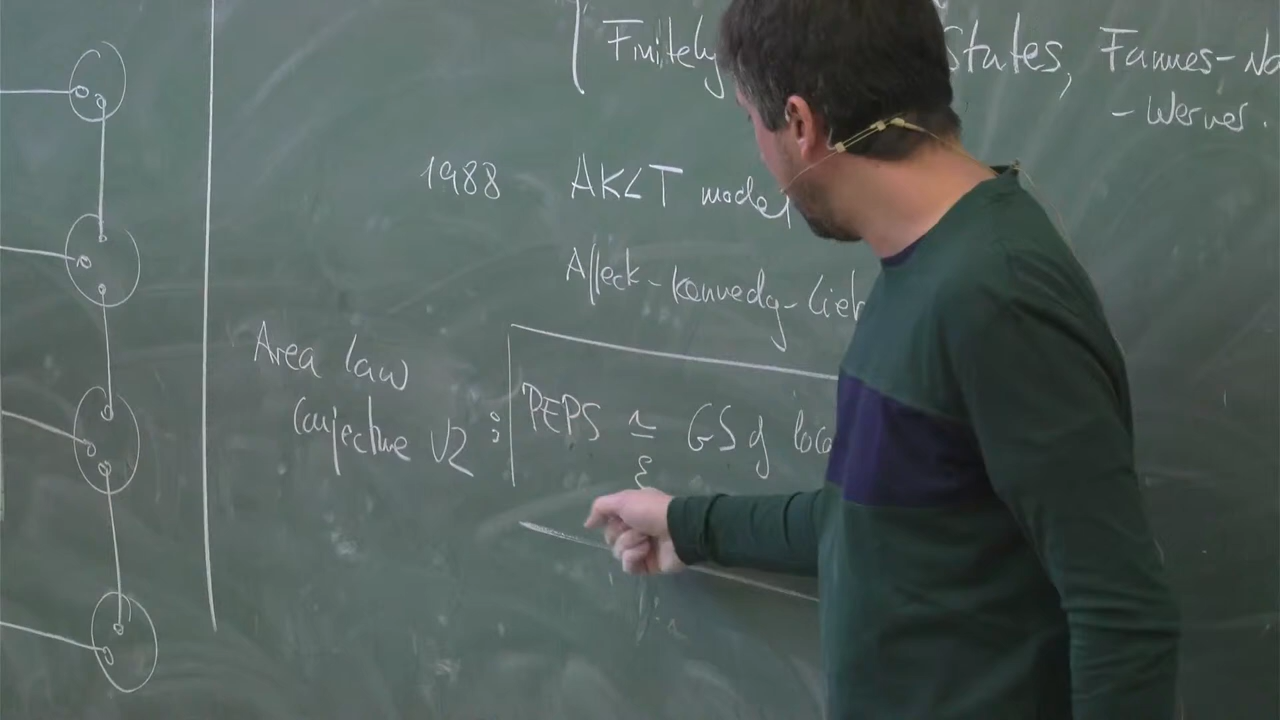 Finitely States, Fannes-Na
- Werner.
1988 AKLT model
Affleck-Kennedy-Lieb
Area law
Conjecture V2 : PEPS ≃ GS of loca
ε